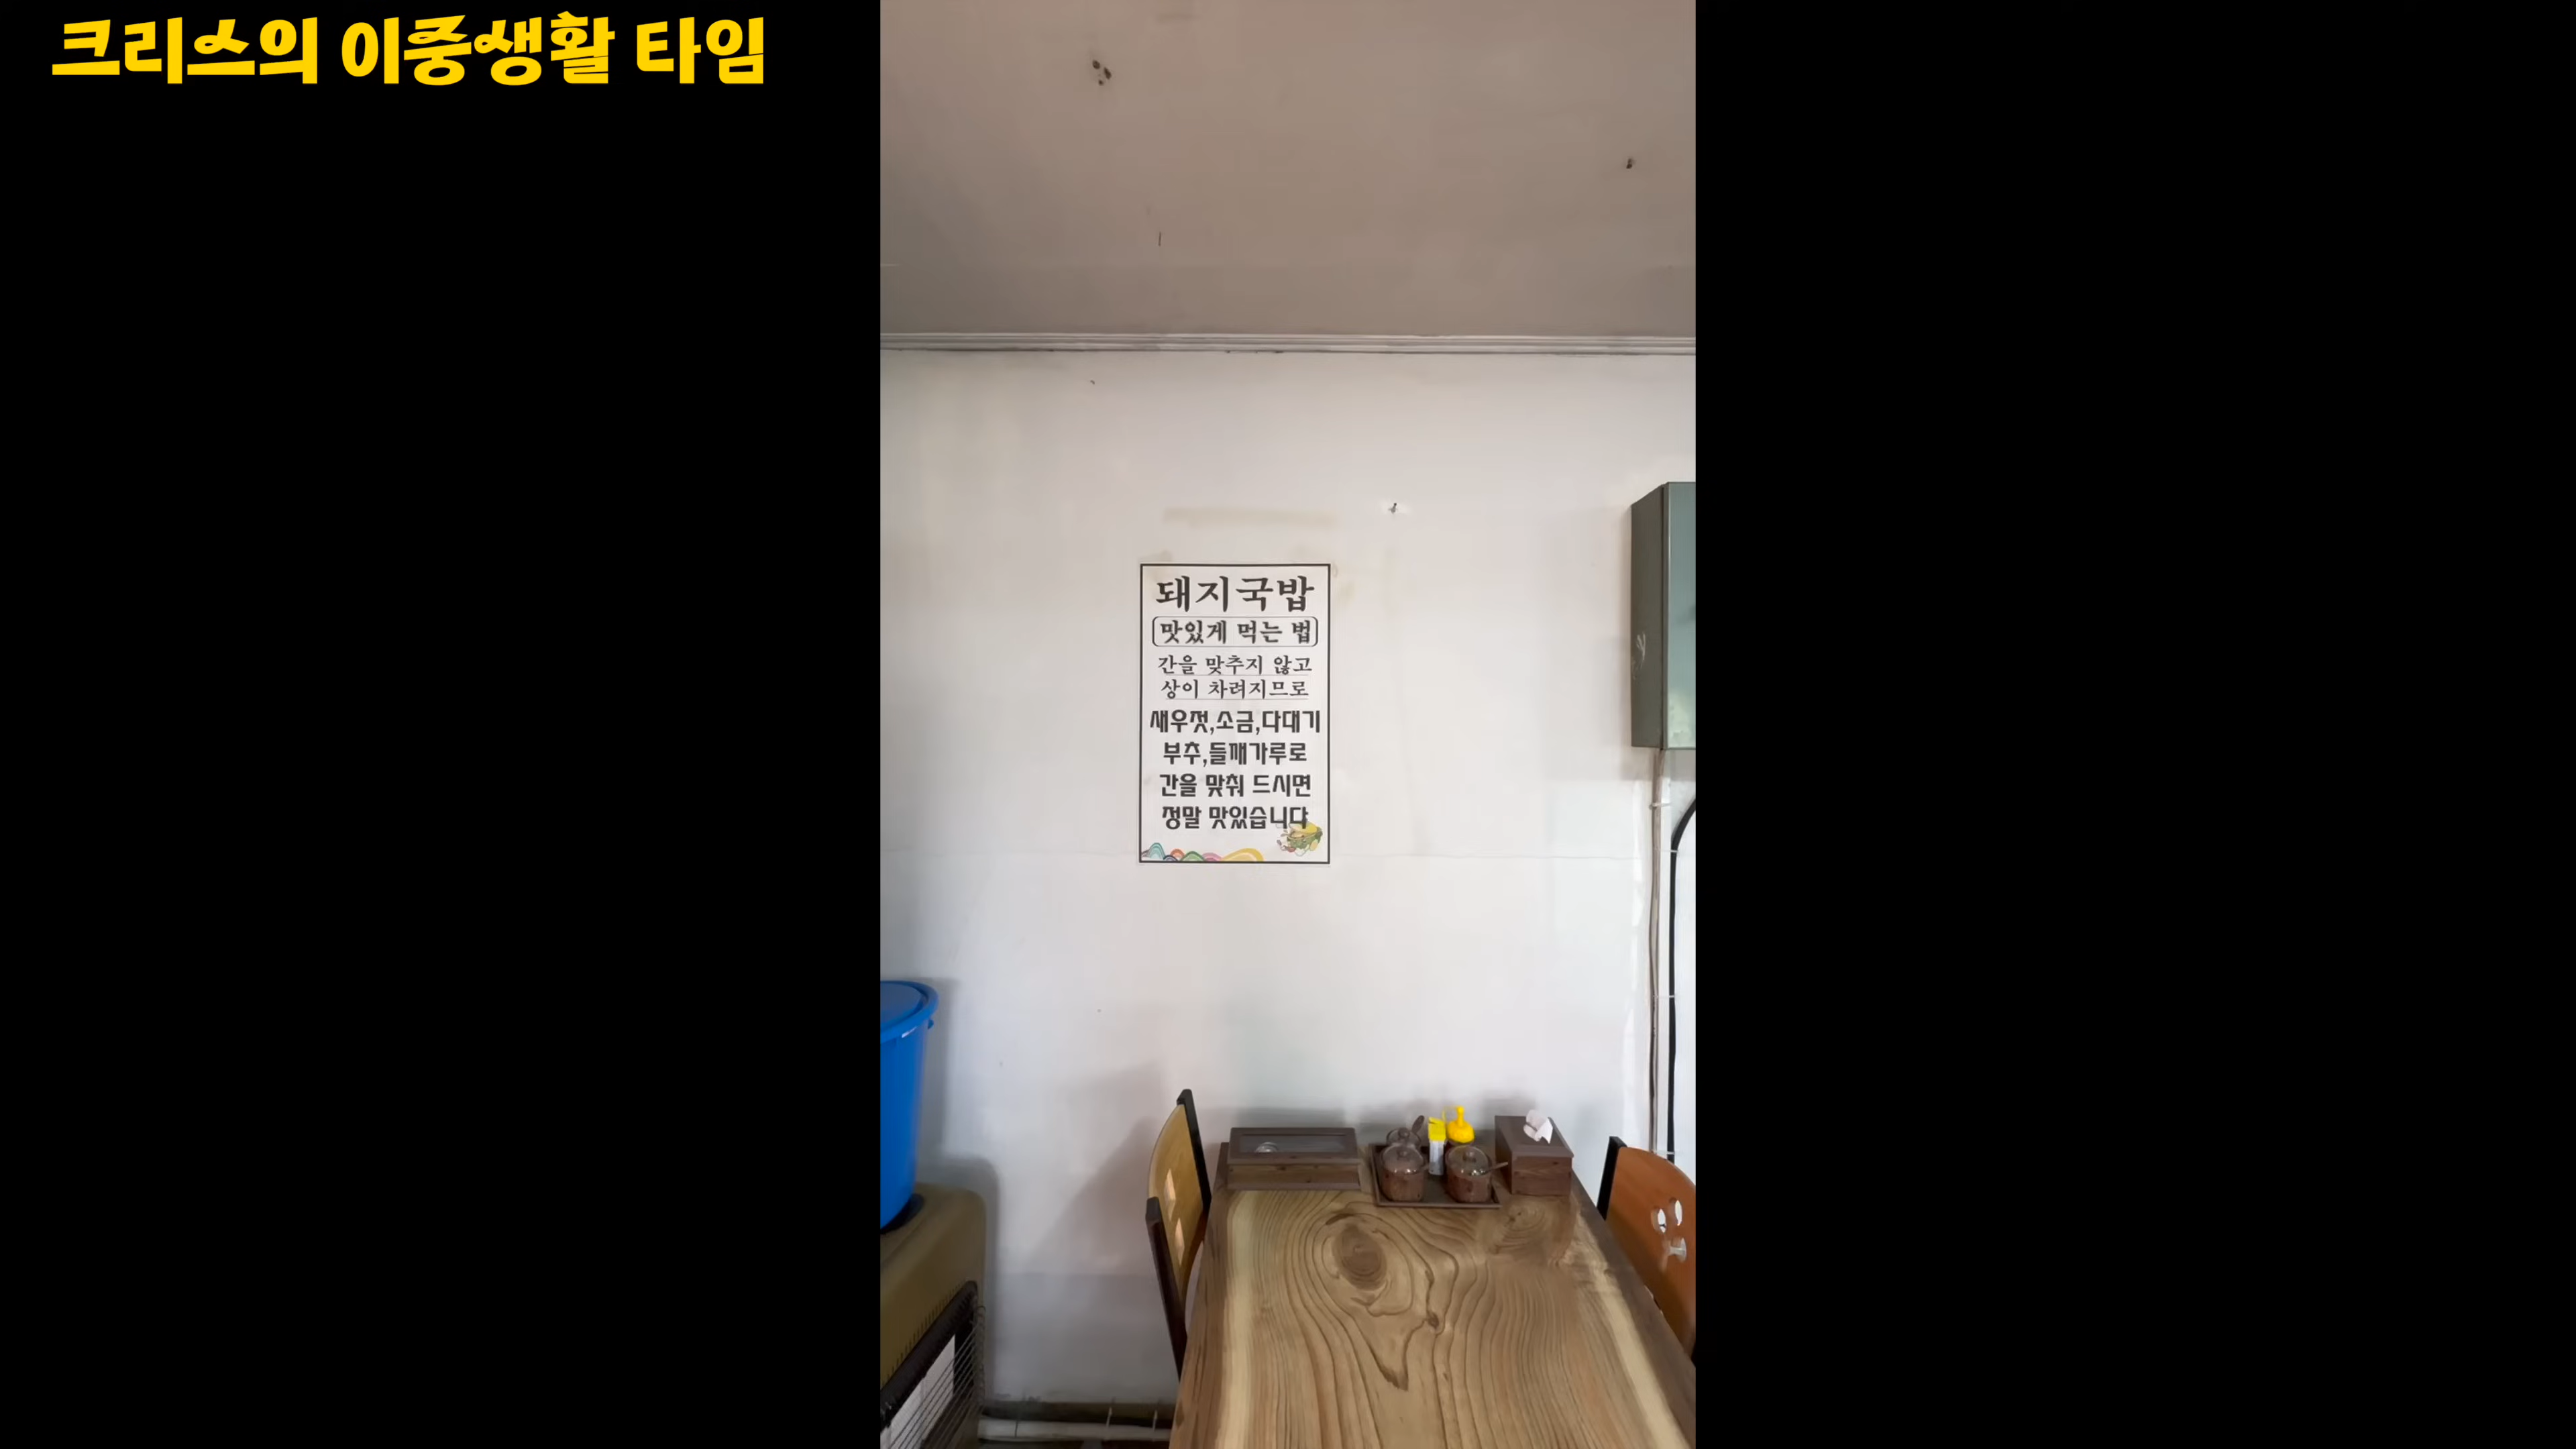 크리스의 이중생활 타임
돼지국밥
맛있게 먹는 법
간을 맞추지 않고
상이 차려지므로
새우젓,소금,다대기
부추,들깨가루로
간을 맞춰 드시면
정말 맛있습니다